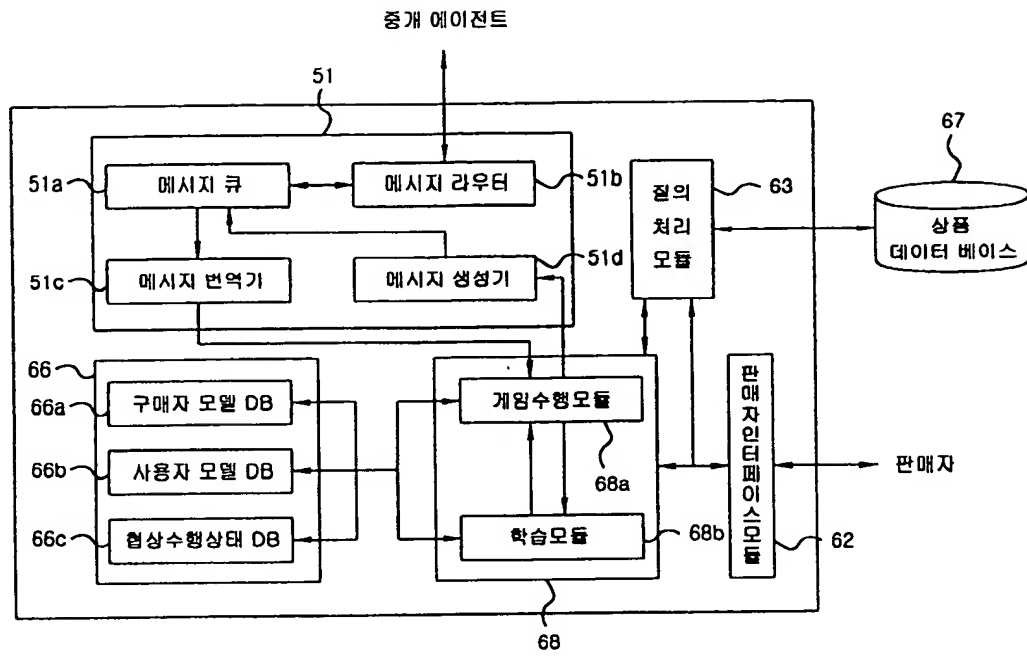 중개 에이전트
51
51a
메시지 큐
메시지 라우터
51b
63
67
질의
처리
모듈
상품
데이터 베이스
51c
메시지 번역기
메시지 생성기
51d
66
66a
구매자 모델 DB
66b
사용자 모델 DB
66c
협상수행상태 DB
게임수행모듈
68a
학습모듈
68b
68
판매자인터페이스모듈
62
판매자